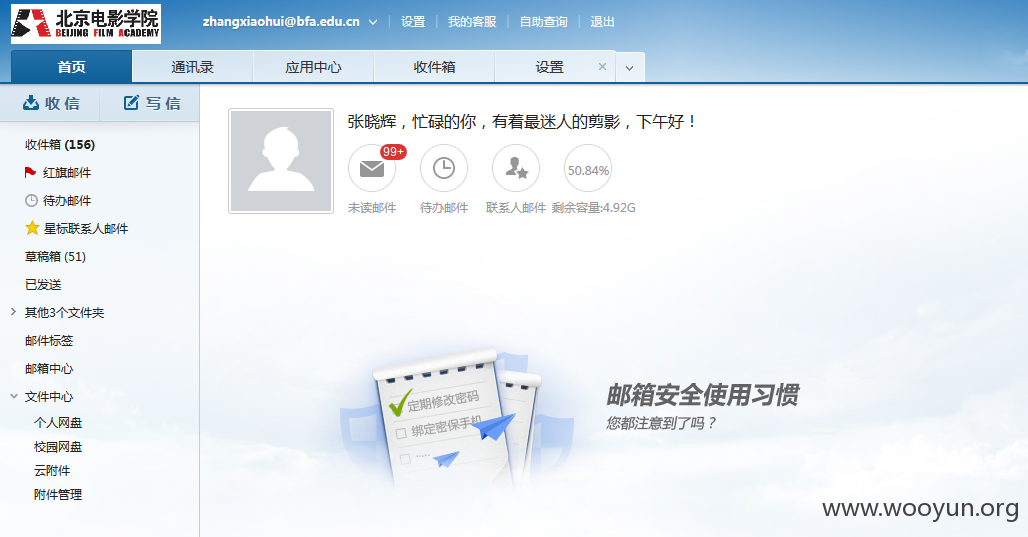 北京电影学院
BEIJING FILM ACADEMY
zhangxiaohui@bfa.edu.cn 设置 我的客服 自助查询 退出
首页 通讯录 应用中心 收件箱 设置 ×
收信 写信
收件箱 (156)
红旗邮件
待办邮件
星标联系人邮件
草稿箱 (51)
已发送
其他3个文件夹
邮件标签
邮箱中心
文件中心
个人网盘
校园网盘
云附件
附件管理
张晓辉，忙碌的你，有着最迷人的剪影，下午好！
99+
50.84%
未读邮件 待办邮件 联系人邮件 剩余容量:4.92G
定期修改密码
绑定密保手机
.....
邮箱安全使用习惯
您都注意到了吗？
www.wooyun.org